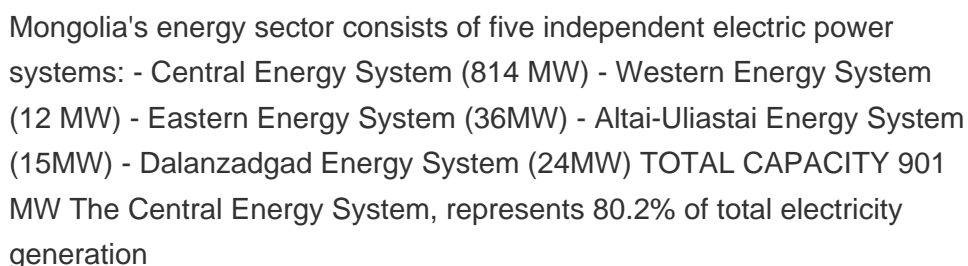 Mongolia's energy sector consists of five independent electric power
systems: - Central Energy System (814 MW) - Western Energy System
(12 MW) - Eastern Energy System (36MW) - Altai-Uliastai Energy System
(15MW) - Dalanzadgad Energy System (24MW) TOTAL CAPACITY 901
MW The Central Energy System, represents 80.2% of total electricity
generation